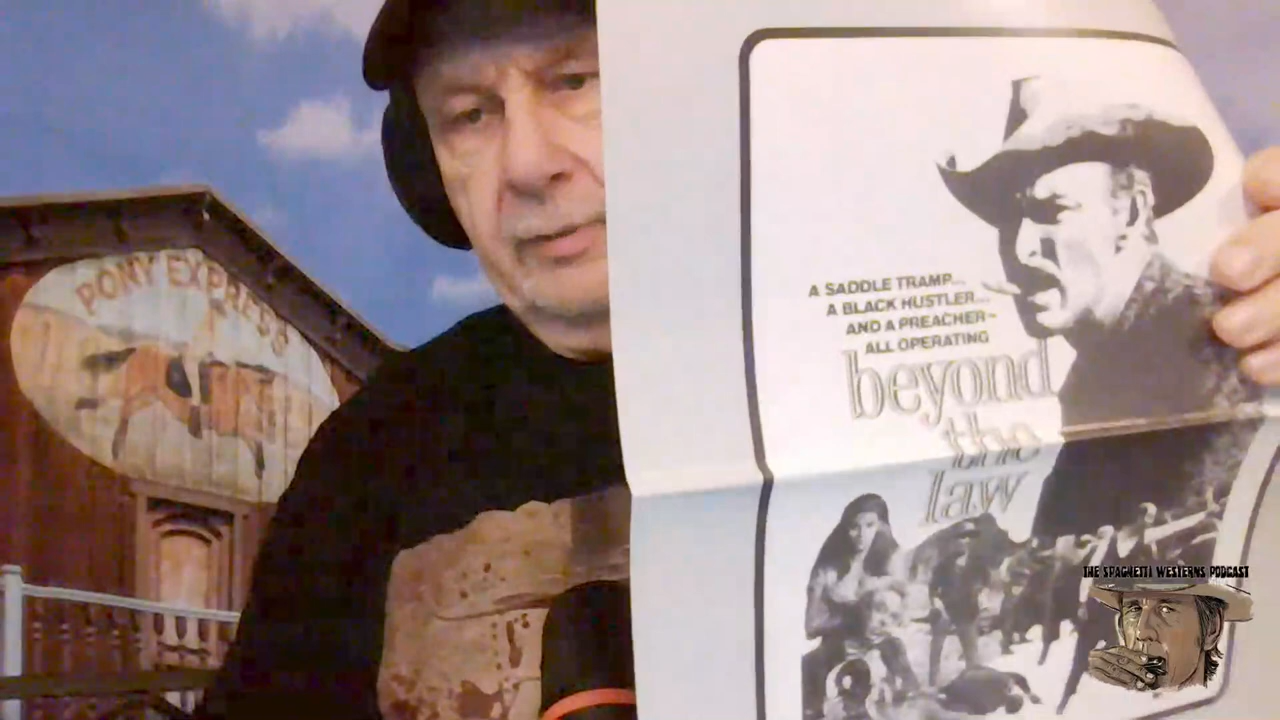 PONY EXPRESS
A SADDLE TRAMP...
A BLACK HUSTLER...
AND A PREACHER~
ALL OPERATING
beyond
the
law
THE SPAGHETTI WESTERNS PODCAST